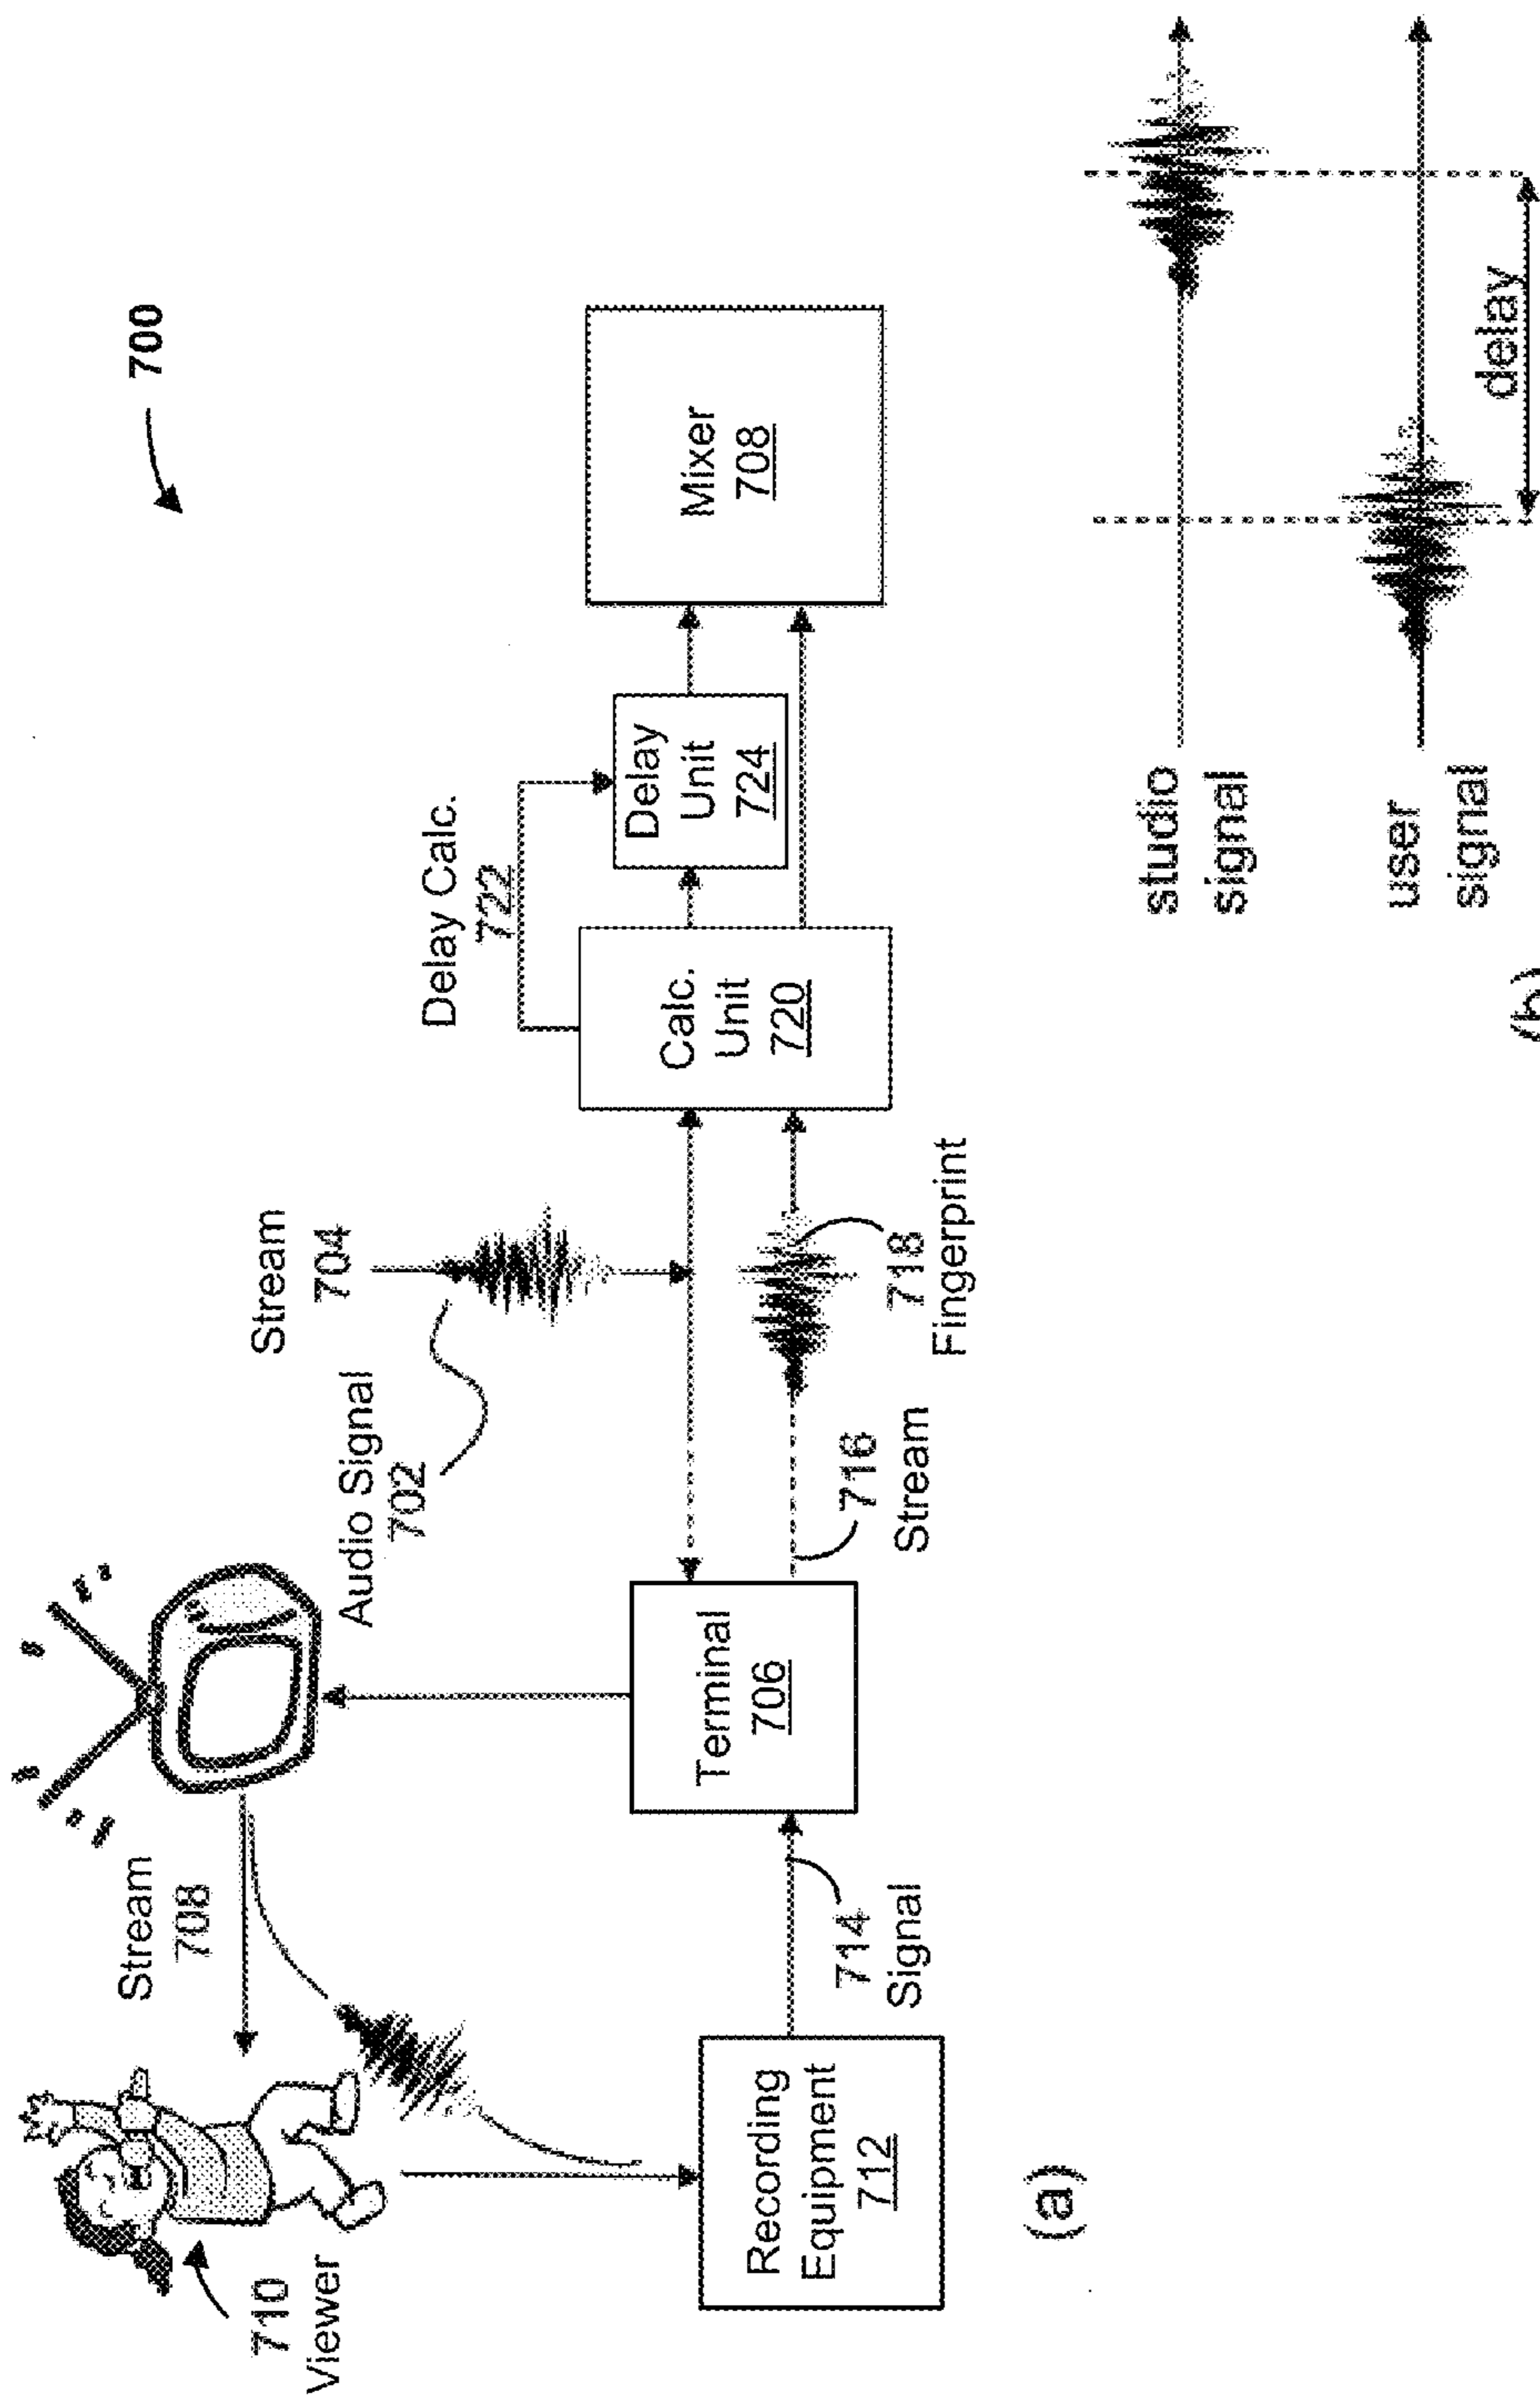 700
710
Viewer
Stream
708
Audio Signal
702
Stream
704
Delay Calc.
722
Recording
Equipment
712
714
Signal
Terminal
706
716
Stream
718
Fingerprint
Calc.
Unit
720
Delay
Unit
724
Mixer
708
(a)
studio
signal
user
signal
delay
(b)